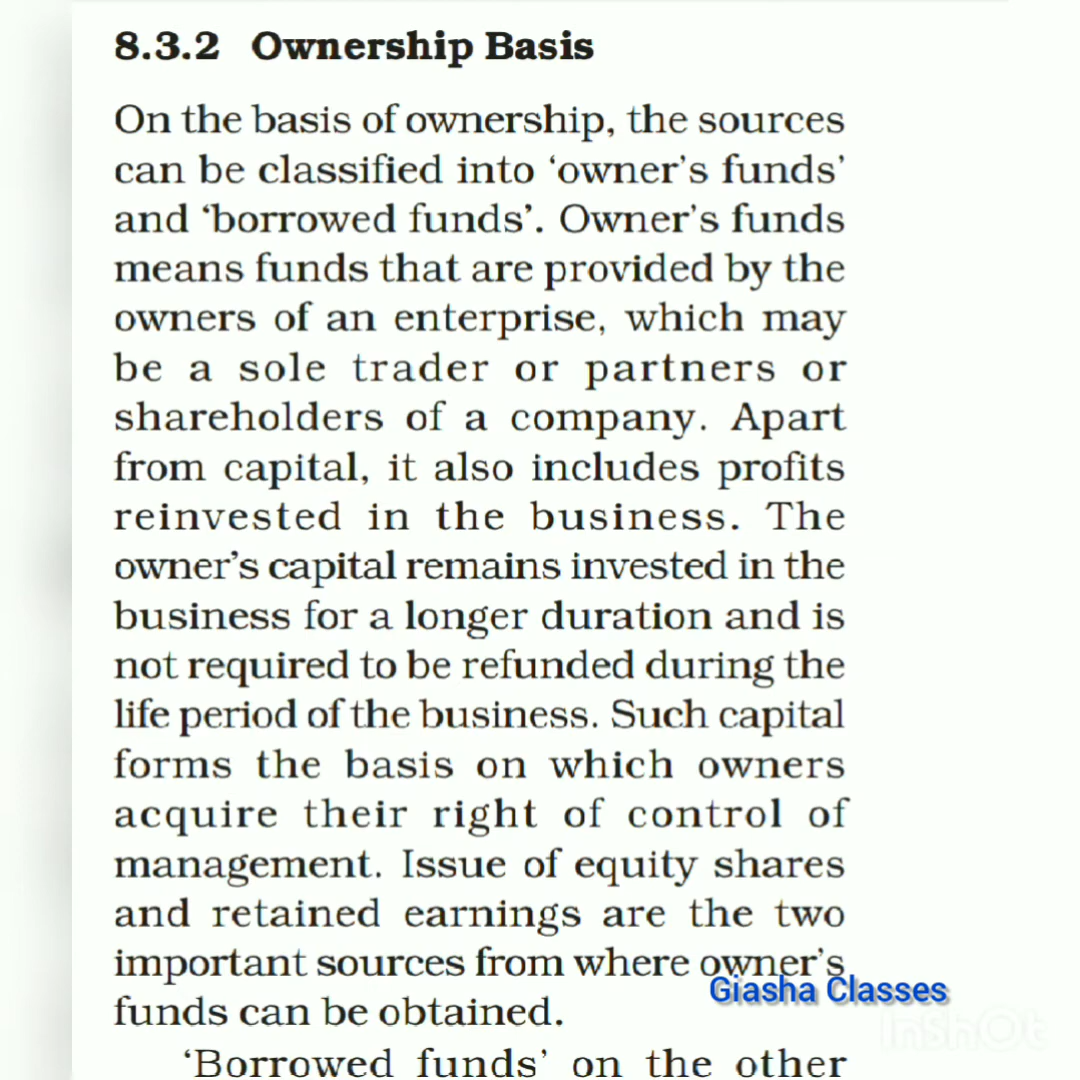 8.3.2 Ownership Basis
On the basis of ownership, the sources
can be classified into ‘owner’s funds’
and ‘borrowed funds’. Owner’s funds
means funds that are provided by the
owners of an enterprise, which may
be a sole trader or partners or
shareholders of a company. Apart
from capital, it also includes profits
reinvested in the business. The
owner’s capital remains invested in the
business for a longer duration and is
not required to be refunded during the
life period of the business. Such capital
forms the basis on which owners
acquire their right of control of
management. Issue of equity shares
and retained earnings are the two
important sources from where owner’s
funds can be obtained.
Giasha Classes
InShOt
‘Borrowed funds’ on the other